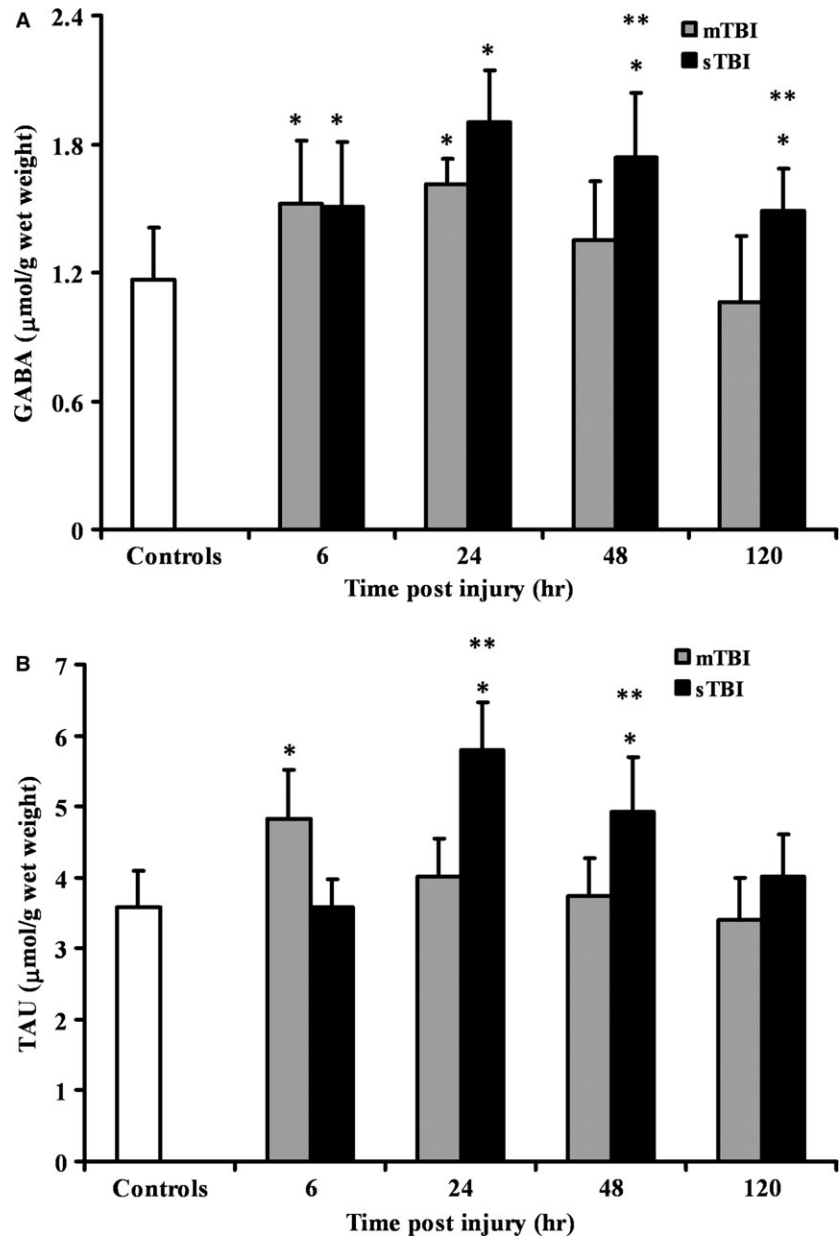 A
2.4
1.8
1.2
0.6
0
GABA (µmol/g wet weight)
mTBI
sTBI
* *
* *
**
*
**
*
Controls 6 24 48 120
Time post injury (hr)
B
7
6
5
4
3
2
1
0
TAU (µmol/g wet weight)
mTBI
sTBI
*
**
*
**
*
Controls 6 24 48 120
Time post injury (hr)